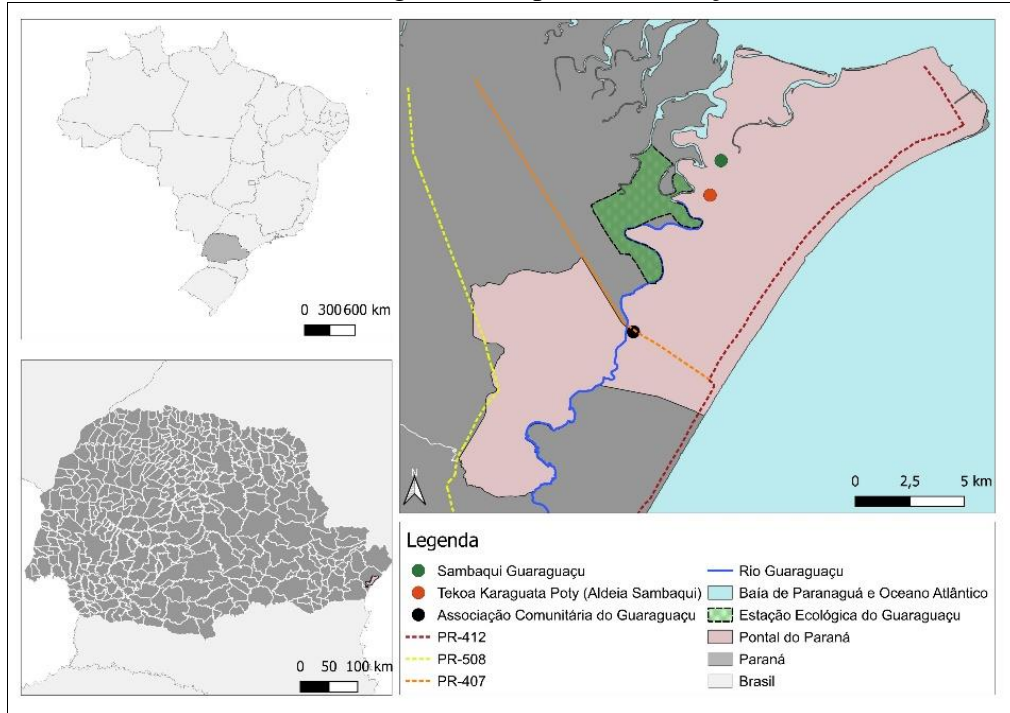 0 300600 km
0 50 100 km
N
0 2,5 5 km
Legenda
Sambaqui Guaraguaçu
Tekoa Karaguata Poty (Aldeia Sambaqui)
Associação Comunitária do Guaraguaçu
PR-412
PR-508
PR-407
Rio Guaraguaçu
Baía de Paranaguá e Oceano Atlântico
Estação Ecológica do Guaraguaçu
Pontal do Paraná
Paraná
Brasil